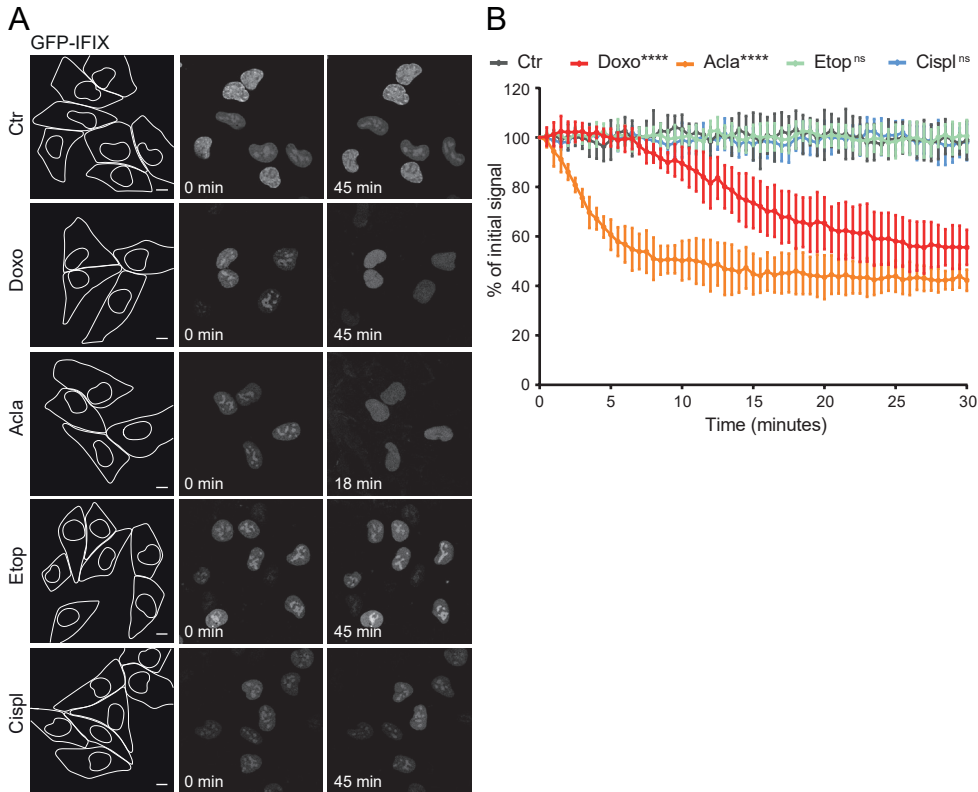 A
GFP-IFIX
Ctr
0 min
45 min
Doxo
0 min
45 min
Acla
0 min
18 min
Etop
0 min
45 min
Cispl
0 min
45 min
B
Ctr
Doxo****
Acla****
Etop ns
Cispl ns
% of initial signal
120
100
80
60
40
20
0
0 5 10 15 20 25 30
Time (minutes)